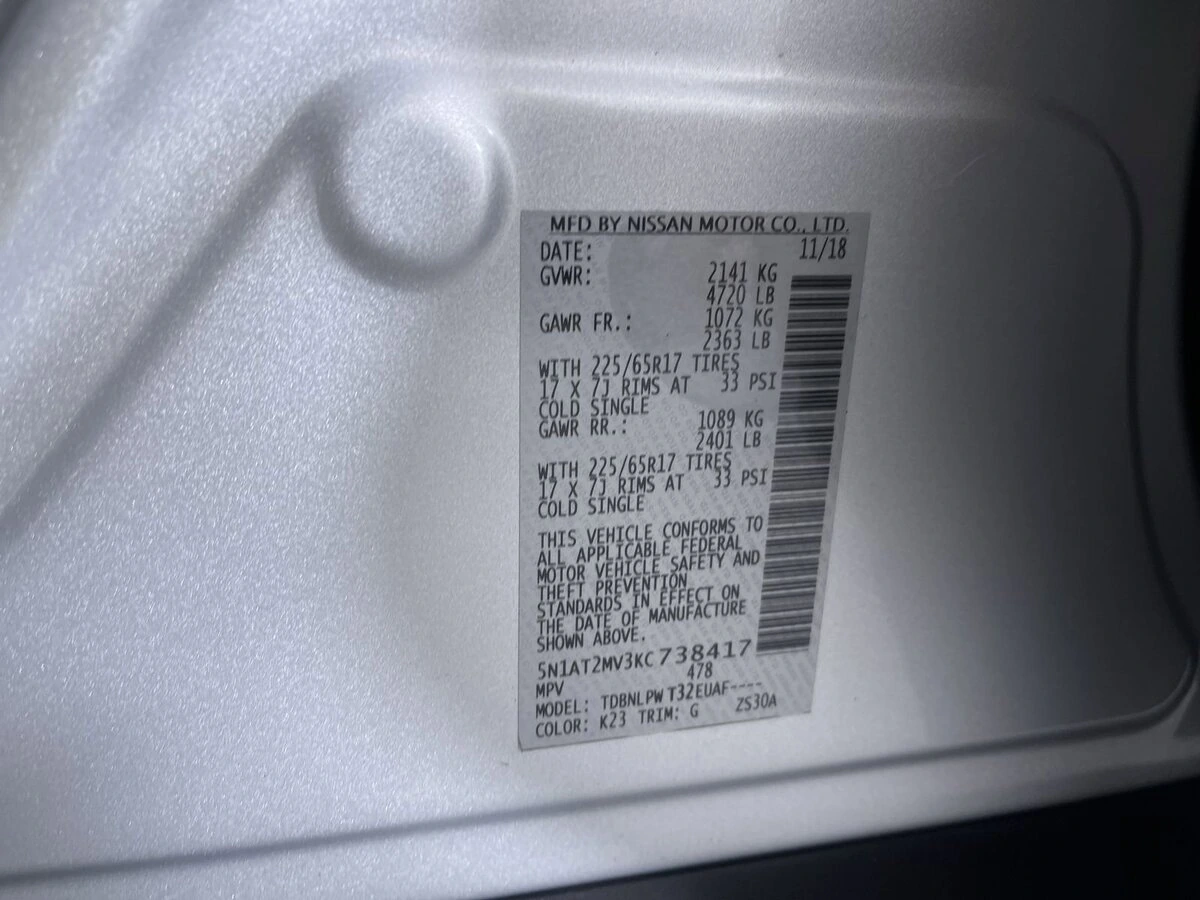 MFD BY NISSAN MOTOR CO., LTD.
DATE: 11/18
GVWR: 2141 KG
4720 LB
GAWR FR.: 1072 KG
2363 LB
WITH 225/65R17 TIRES
17 X 7J RIMS AT 33 PSI
COLD SINGLE
GAWR RR.: 1089 KG
2401 LB
WITH 225/65R17 TIRES
17 X 7J RIMS AT 33 PSI
COLD SINGLE
THIS VEHICLE CONFORMS TO
ALL APPLICABLE FEDERAL
MOTOR VEHICLE SAFETY AND
THEFT PREVENTION
STANDARDS IN EFFECT ON
THE DATE OF MANUFACTURE
SHOWN ABOVE.
5N1AT2MV3KC738417
MPV 478
MODEL: TDBNLPW T32EUAF----
COLOR: K23 TRIM: G ZS30A